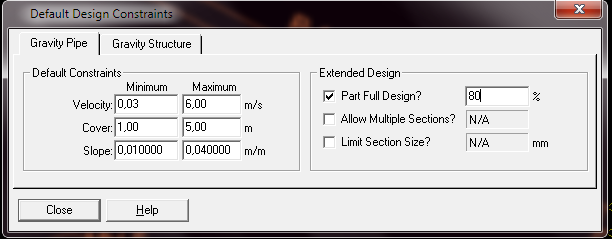 Default Design Constraints
Gravity Pipe Gravity Structure
Default Constraints
Minimum Maximum
Velocity: 0,03 6,00 m/s
Cover: 1,00 5,00 m
Slope: 0,010000 0,040000 m/m
Extended Design
Part Full Design? 80 %
Allow Multiple Sections? N/A
Limit Section Size? N/A mm
Close Help